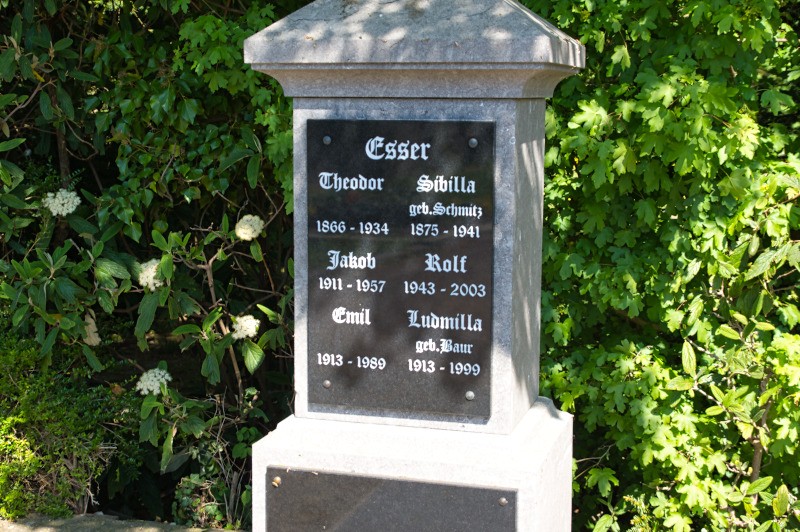 Esser
Theodor Sibilla
geb.Schmitz
1866 - 1934 1875 - 1941
Jakob Rolf
1911 - 1957 1943 - 2003
Emil Ludmilla
geb.Baur
1913 - 1989 1913 - 1999